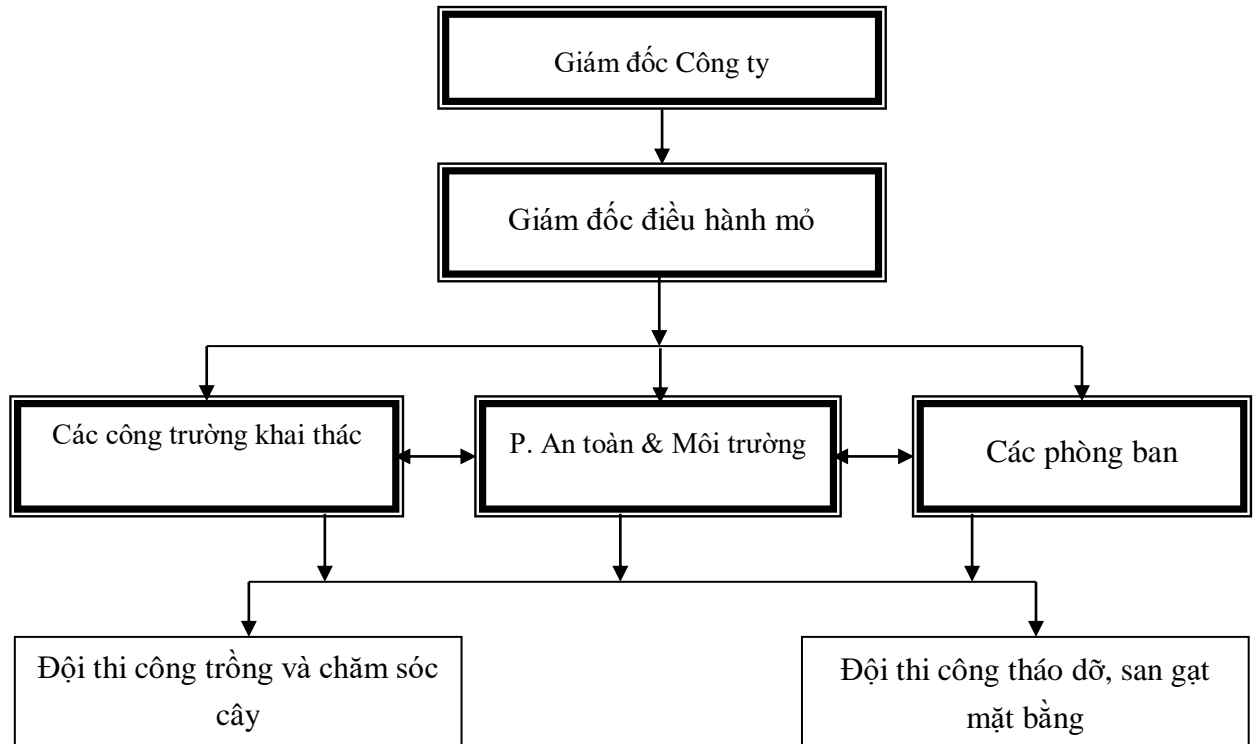 Giám đốc Công ty
Giám đốc điều hành mỏ
Các công trường khai thác
P. An toàn & Môi trường
Các phòng ban
Đội thi công trồng và chăm sóc
cây
Đội thi công tháo dỡ, san gạt
mặt bằng